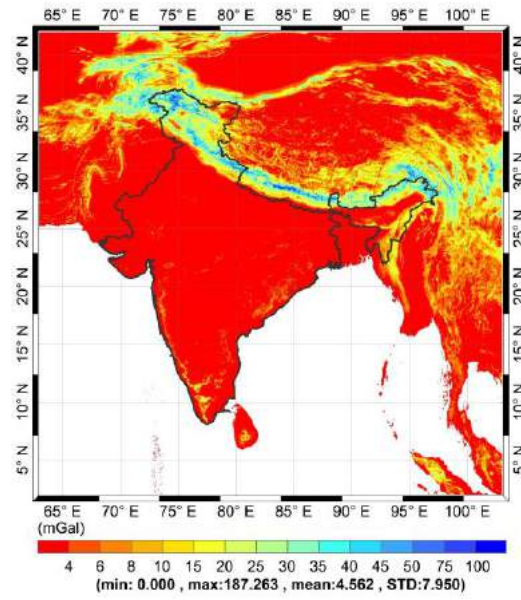 65° E 70° E 75° E 80° E 85° E 90° E 95° E 100° E
40° N 40° N
35° N 35° N
30° N 30° N
25° N 25° N
20° N 20° N
15° N 15° N
10° N 10° N
5° N 5° N
65° E 70° E 75° E 80° E 85° E 90° E 95° E 100° E
(mGal)
4 6 8 10 15 20 25 30 35 40 50 75 100
(min: 0.000 , max:187.263 , mean:4.562 , STD:7.950)